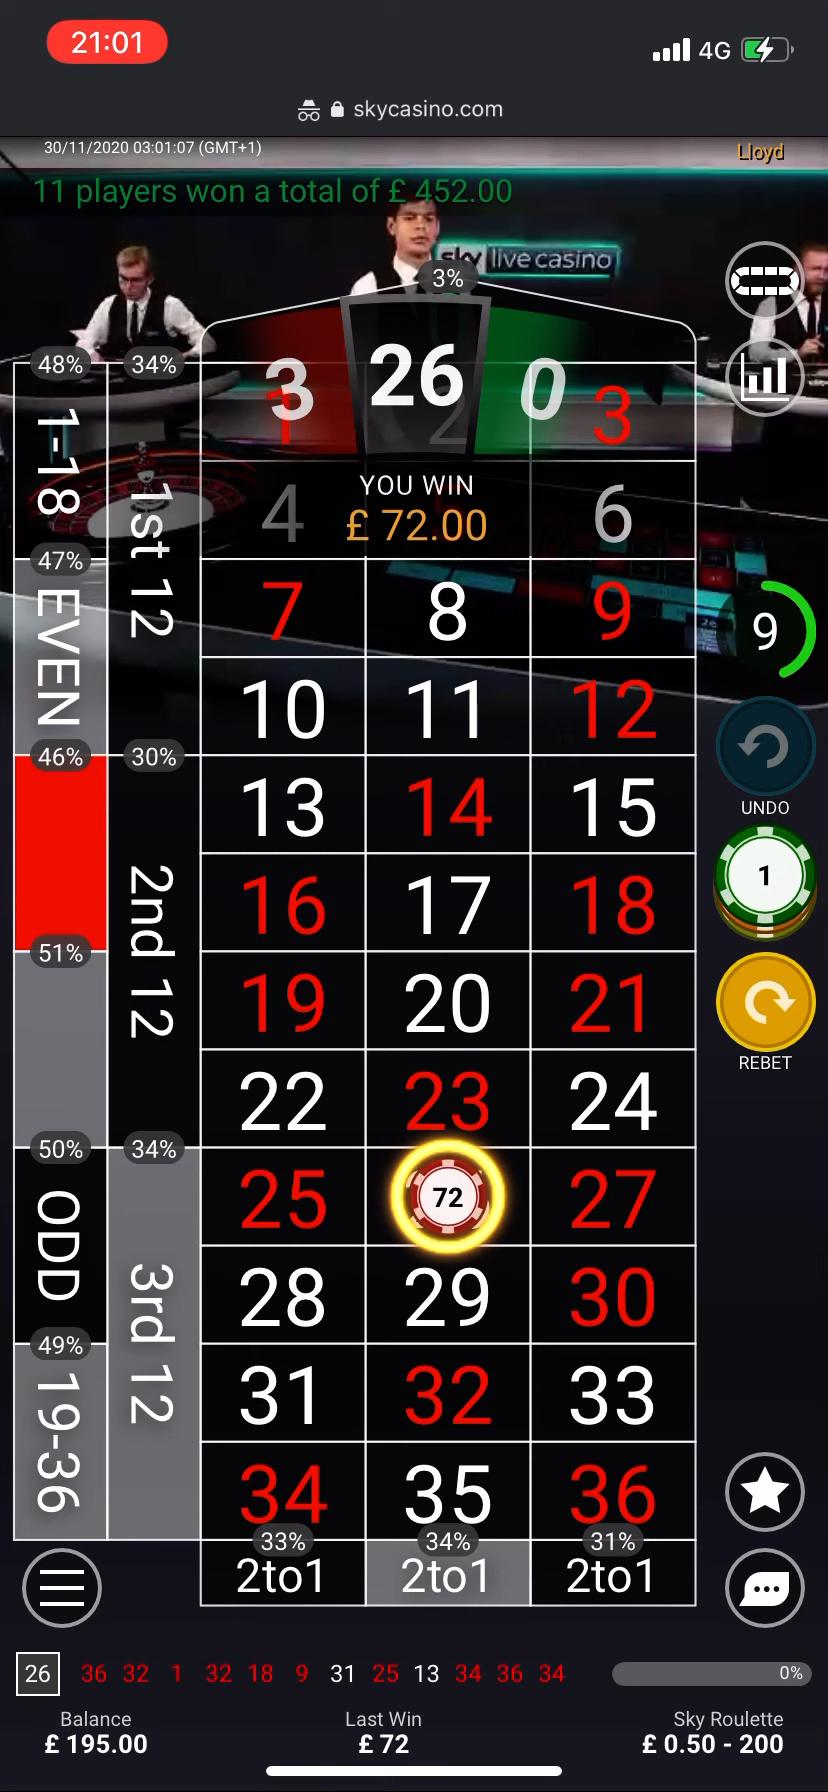 21:01
4G
skycasino.com
30/11/2020 03:01:07 (GMT+1)
Lloyd
11 players won a total of £ 452.00
sky live casino
3%
3 26 0
48% 34%
1 2 3
YOU WIN
£ 72.00
4 6
1-18
1st 12
47%
7 8 9
9
EVEN
10 11 12
46% 30%
UNDO
13 14 15
1
16 17 18
2nd 12
51%
19 20 21
REBET
22 23 24
50% 34%
25 72 27
ODD
28 29 30
3rd 12
49%
31 32 33
19-36
34 35 36
33% 34% 31%
2to1 2to1 2to1
26 36 32 1 32 18 9 31 25 13 34 36 34
0%
Balance Last Win Sky Roulette
£ 195.00 £ 72 £ 0.50 - 200